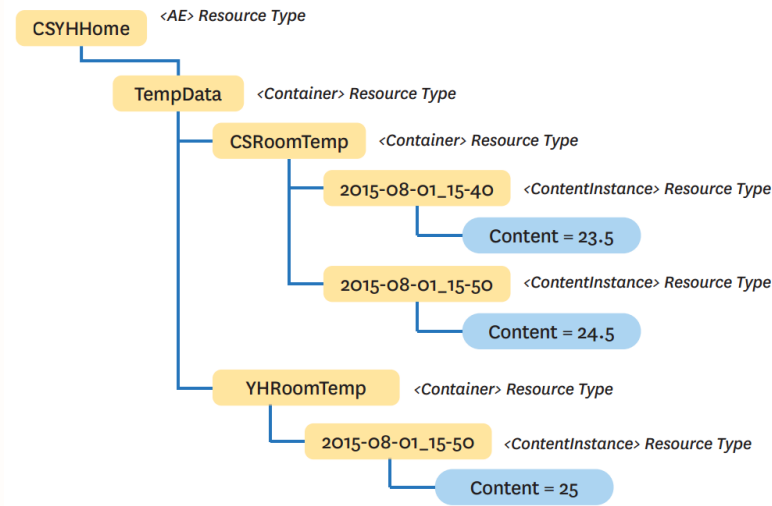 CSYHHome <AE> Resource Type
TempData <Container> Resource Type
CSRoomTemp <Container> Resource Type
2015-08-01_15-40 <ContentInstance> Resource Type
Content = 23.5
2015-08-01_15-50 <ContentInstance> Resource Type
Content = 24.5
YHRoomTemp <Container> Resource Type
2015-08-01_15-50 <ContentInstance> Resource Type
Content = 25